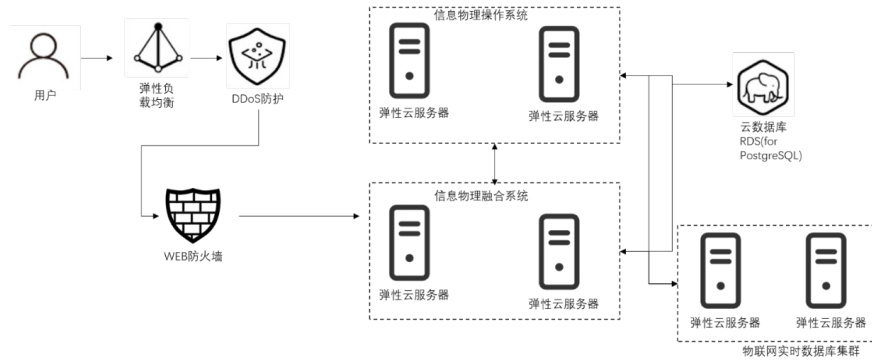 用户
弹性负
载均衡
DDoS防护
WEB防火墙
信息物理操作系统
弹性云服务器
弹性云服务器
信息物理融合系统
弹性云服务器
弹性云服务器
云数据库
RDS(for
PostgreSQL)
弹性云服务器
弹性云服务器
物联网实时数据库集群